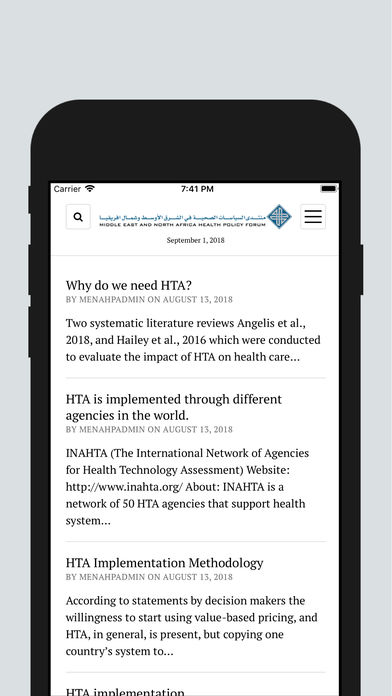 Carrier 7:41 PM
منتدى السياسات الصحية في الشرق الأوسط وشمال افريقيا
MIDDLE EAST AND NORTH AFRICA HEALTH POLICY FORUM
September 1, 2018
Why do we need HTA?
BY MENAHPADMIN ON AUGUST 13, 2018
Two systematic literature reviews Angelis et al.,
2018, and Hailey et al., 2016 which were conducted
to evaluate the impact of HTA on health care…
HTA is implemented through different
agencies in the world.
BY MENAHPADMIN ON AUGUST 13, 2018
INAHTA (The International Network of Agencies
for Health Technology Assessment) Website:
http://www.inahta.org/ About: INAHTA is a
network of 50 HTA agencies that support health
system…
HTA Implementation Methodology
BY MENAHPADMIN ON AUGUST 13, 2018
According to statements by decision makers the
willingness to start using value-based pricing, and
HTA, in general, is present, but copying one
country’s system to…
HTA implementation